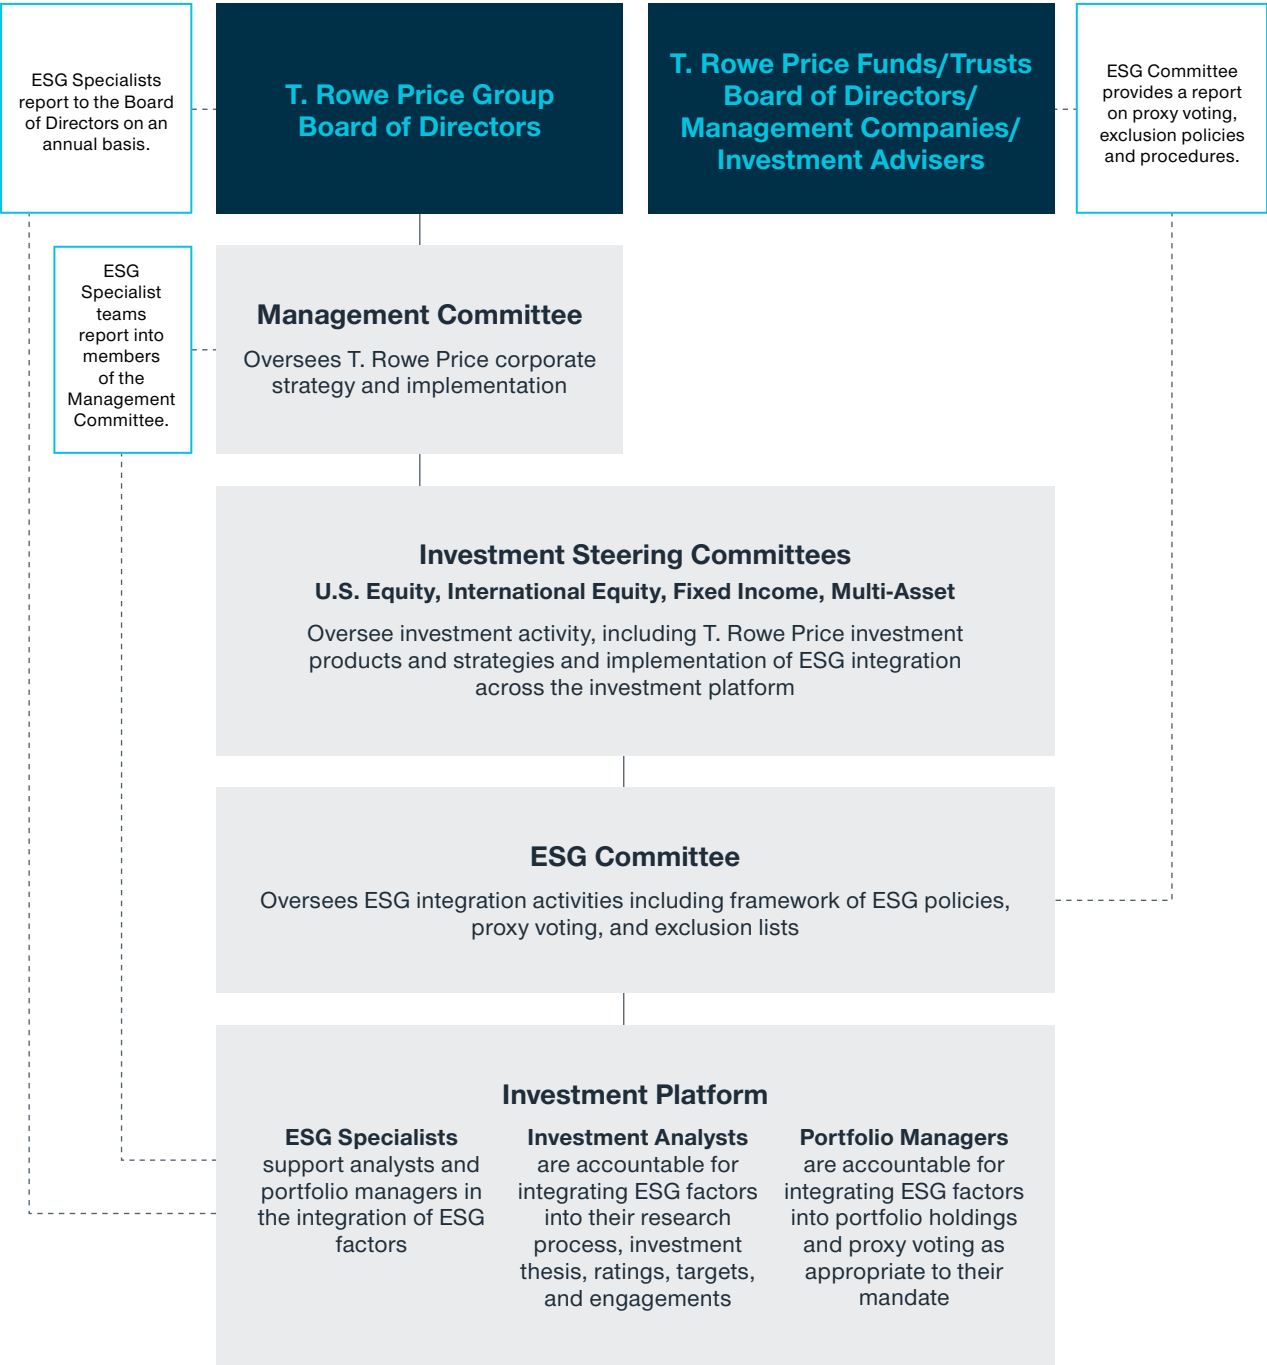 ESG Specialists
report to the Board
of Directors on an
annual basis.
T. Rowe Price Group
Board of Directors
T. Rowe Price Funds/Trusts
Board of Directors/
Management Companies/
Investment Advisers
ESG Committee
provides a report
on proxy voting,
exclusion policies
and procedures.
ESG
Specialist
teams
report into
members
of the
Management
Committee.
Management Committee
Oversees T. Rowe Price corporate
strategy and implementation
Investment Steering Committees
U.S. Equity, International Equity, Fixed Income, Multi-Asset
Oversee investment activity, including T. Rowe Price investment
products and strategies and implementation of ESG integration
across the investment platform
ESG Committee
Oversees ESG integration activities including framework of ESG policies,
proxy voting, and exclusion lists
Investment Platform
ESG Specialists
support analysts and
portfolio managers in
the integration of ESG
factors
Investment Analysts
are accountable for
integrating ESG factors
into their research
process, investment
thesis, ratings, targets,
and engagements
Portfolio Managers
are accountable for
integrating ESG factors
into portfolio holdings
and proxy voting as
appropriate to their
mandate